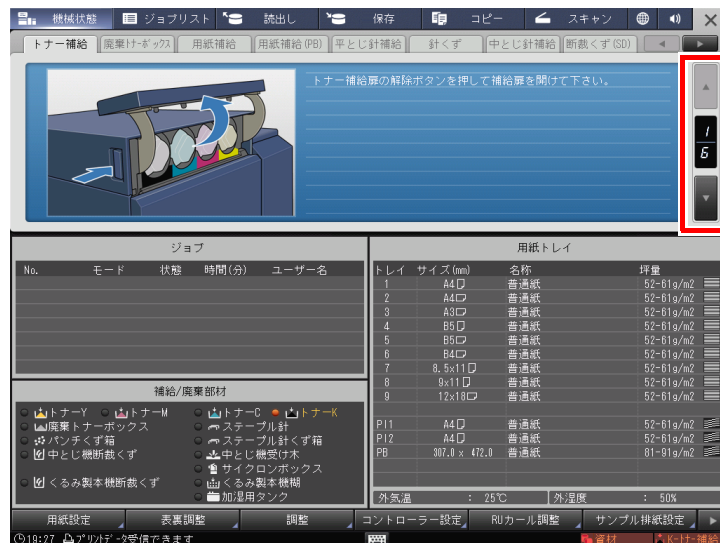 機械状態 ジョブリスト 読出し 保存 コピー スキャン
トナー補給 廃棄トナーボックス 用紙補給 用紙補給(PB) 平とじ針補給 針くず 中とじ針補給 断裁くず(SD)
トナー補給扉の解除ボタンを押して補給扉を開けて下さい。
1
6
ジョブ
No. モード 状態 時間(分) ユーザー名
用紙トレイ
トレイ サイズ(mm) 名称 坪量
1 A4 普通紙 52-61g/m2
2 A4 普通紙 52-61g/m2
3 A3 普通紙 52-61g/m2
4 B5 普通紙 52-61g/m2
5 B5 普通紙 52-61g/m2
6 B4 普通紙 52-61g/m2
7 8.5x11 普通紙 52-61g/m2
8 9x11 普通紙 52-61g/m2
9 12x18 普通紙 52-61g/m2
PI1 A4 普通紙 52-61g/m2
PI2 A4 普通紙 52-61g/m2
PB 307.0 x 472.0 普通紙 81-91g/m2
外気温 : 25℃ 外湿度 : 50%
補給/廃棄部材
トナーY トナーM トナーC トナーK
廃棄トナーボックス ステープル針
パンチくず箱 ステープル針くず箱
中とじ機断裁くず 中とじ機受け木
サイクロンボックス
くるみ製本機断裁くず くるみ製本機糊
加湿用タンク
用紙設定 表裏調整 調整 コントローラー設定 RUカール調整 サンプル排紙設定
19:27 プリントデータ受信できます 資材 K-トナー補給